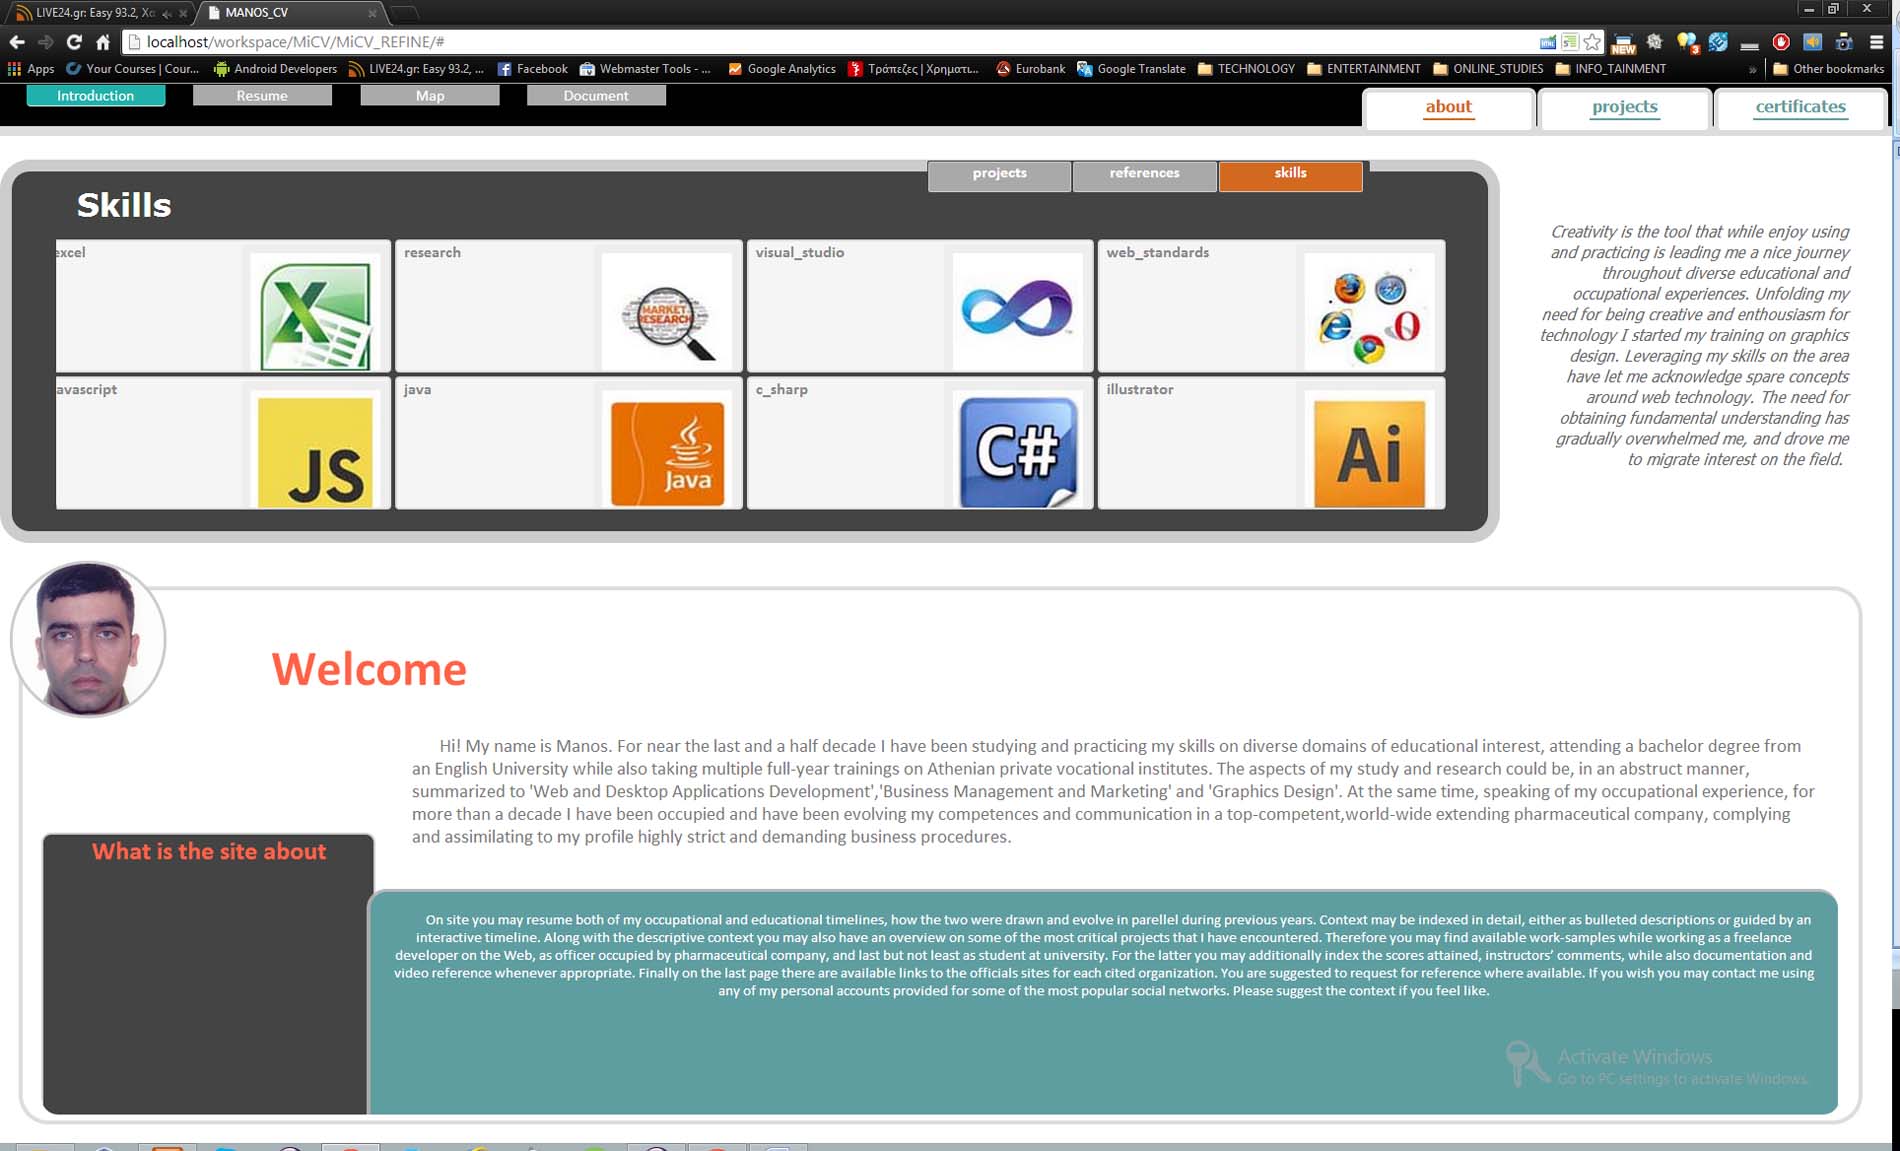 LIVE24.gr: Easy 93.2, Χα
MANOS_CV
localhost/workspace/MiCV/MiCV_REFINE/#
NEW
3
Apps Your Courses | Cour... Android Developers LIVE24.gr: Easy 93.2, ... Facebook Webmaster Tools - ... Google Analytics Τράπεζες | Χρηματι... Eurobank Google Translate TECHNOLOGY ENTERTAINMENT ONLINE_STUDIES INFO_TAINMENT » Other bookmarks
Introduction Resume Map Document
about projects certificates
projects references skills
Skills
excel research visual_studio web_standards
MARKET
RESEARCH
avascript java c_sharp illustrator
JS Java C# Ai
Creativity is the tool that while enjoy using
and practicing is leading me a nice journey
throughout diverse educational and
occupational experiences. Unfolding my
need for being creative and enthusiasm for
technology I started my training on graphics
design. Leveraging my skills on the area
have let me acknowledge spare concepts
around web technology. The need for
obtaining fundamental understanding has
gradually overwhelmed me, and drove me
to migrate interest on the field.
Welcome
Hi! My name is Manos. For near the last and a half decade I have been studying and practicing my skills on diverse domains of educational interest, attending a bachelor degree from
an English University while also taking multiple full-year trainings on Athenian private vocational institutes. The aspects of my study and research could be, in an abstruct manner,
summarized to 'Web and Desktop Applications Development','Business Management and Marketing' and 'Graphics Design'. At the same time, speaking of my occupational experience, for
more than a decade I have been occupied and have been evolving my competences and communication in a top-competent,world-wide extending pharmaceutical company, complying
and assimilating to my profile highly strict and demanding business procedures.
What is the site about
On site you may resume both of my occupational and educational timelines, how the two were drawn and evolve in parellel during previous years. Context may be indexed in detail, either as bulleted descriptions or guided by an
interactive timeline. Along with the descriptive context you may also have an overview on some of the most critical projects that I have encountered. Therefore you may find available work-samples while working as a freelance
developer on the Web, as officer occupied by pharmaceutical company, and last but not least as student at university. For the latter you may additionally index the scores attained, instructors' comments, while also documentation and
video reference whenever appropriate. Finally on the last page there are available links to the officials sites for each cited organization. You are suggested to request for reference where available. If you wish you may contact me using
any of my personal accounts provided for some of the most popular social networks. Please suggest the context if you feel like.
Activate Windows
Go to PC settings to activate Windows.